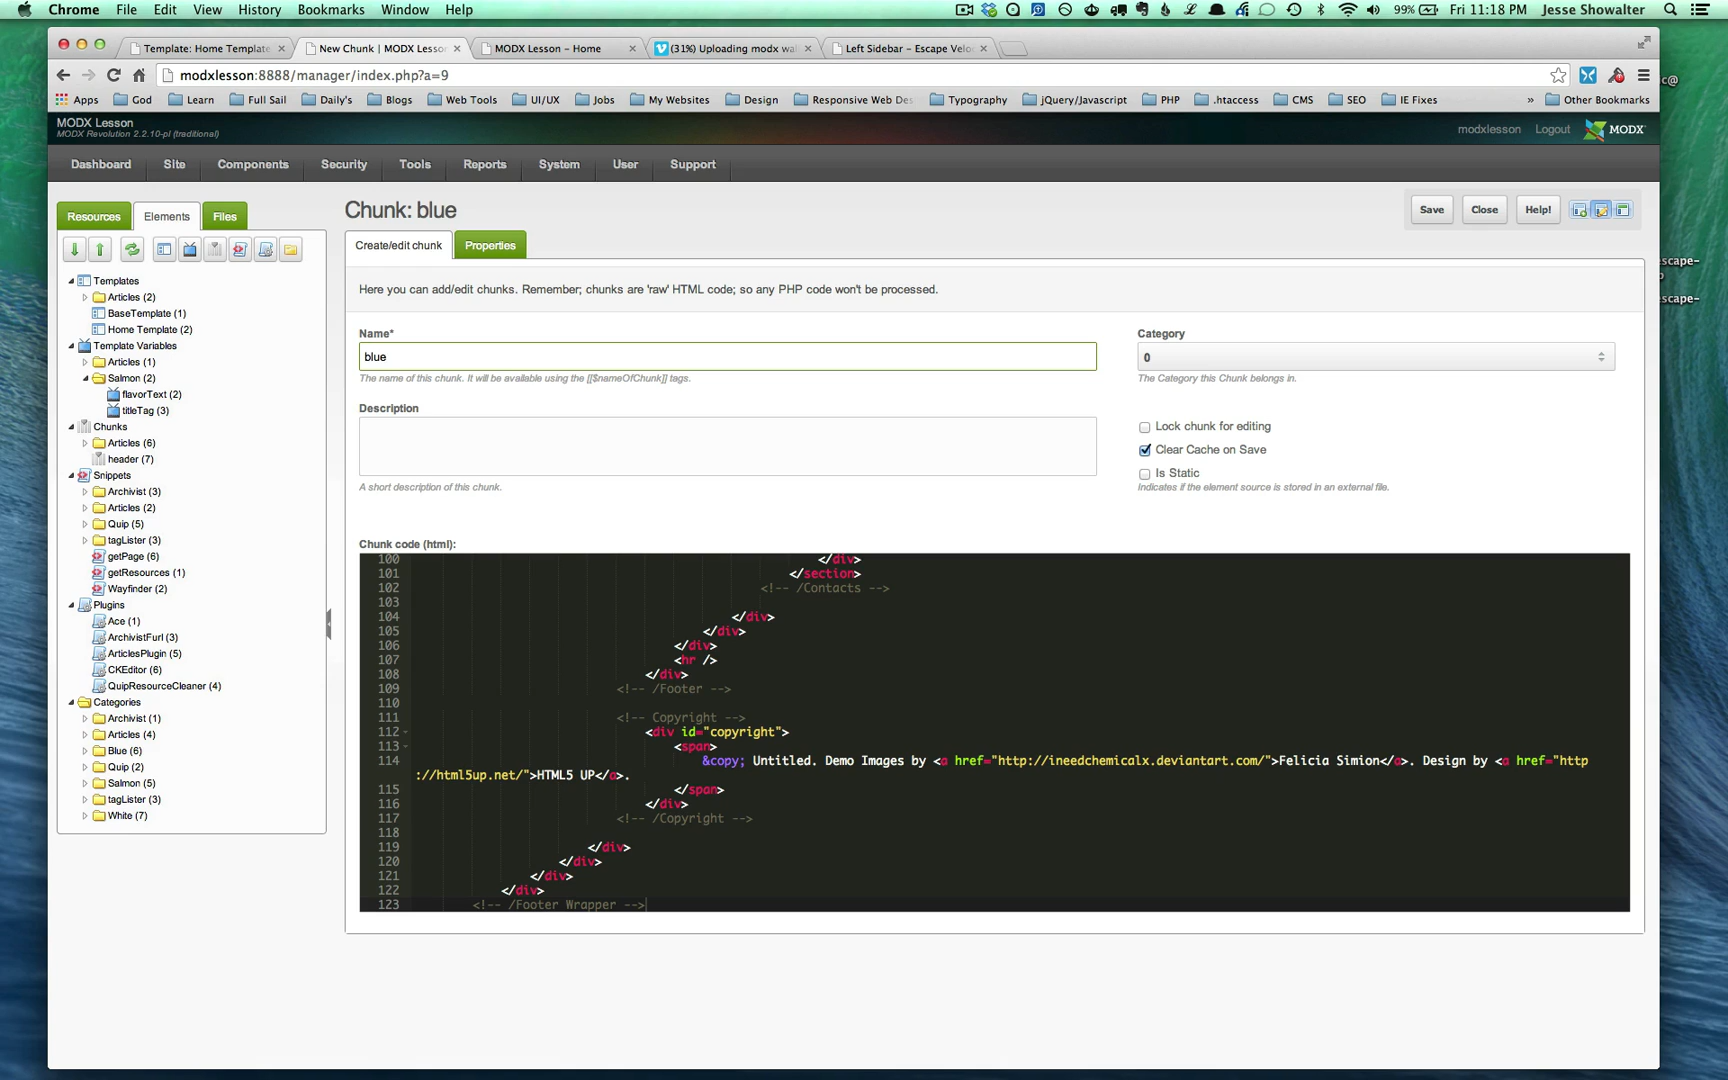 Chrome File Edit View History Bookmarks Window Help 99% Fri 11:18 PM Jesse Showalter
Template: Home Template New Chunk | MODX Lesson MODX Lesson – Home (31%) Uploading modx wal Left Sidebar – Escape Velo
modxlesson:8888/manager/index.php?a=9
Apps God Learn Full Sail Daily's Blogs Web Tools UI/UX Jobs My Websites Design Responsive Web Des Typography jQuery/Javascript PHP .htaccess CMS SEO IE Fixes » Other Bookmarks
MODX Lesson
MODX Revolution 2.2.10-pl (traditional)
modxlesson Logout MODX
Dashboard Site Components Security Tools Reports System User Support
Resources Elements Files
Templates
Articles (2)
BaseTemplate (1)
Home Template (2)
Template Variables
Articles (1)
Salmon (2)
flavorText (2)
titleTag (3)
Chunks
Articles (6)
header (7)
Snippets
Archivist (3)
Articles (2)
Quip (5)
tagLister (3)
getPage (6)
getResources (1)
Wayfinder (2)
Plugins
Ace (1)
ArchivistFurl (3)
ArticlesPlugin (5)
CKEditor (6)
QuipResourceCleaner (4)
Categories
Archivist (1)
Articles (4)
Blue (6)
Quip (2)
Salmon (5)
tagLister (3)
White (7)
Chunk: blue
Save Close Help!
Create/edit chunk Properties
Here you can add/edit chunks. Remember; chunks are 'raw' HTML code; so any PHP code won't be processed.
Name*
blue
The name of this chunk. It will be available using the [[$nameOfChunk]] tags.
Category
0
The Category this Chunk belongs in.
Description
A short description of this chunk.
Lock chunk for editing
Clear Cache on Save
Is Static
Indicates if the element source is stored in an external file.
Chunk code (html):
100 </div>
101 </section>
102 <!-- /Contacts -->
103
104 </div>
105 </div>
106 </div>
107 <hr />
108 </div>
109 <!-- /Footer -->
110
111 <!-- Copyright -->
112 <div id="copyright">
113 <span>
114 &copy; Untitled. Demo Images by <a href="http://ineedchemicalx.deviantart.com/">Felicia Simion</a>. Design by <a href="http
://html5up.net/">HTML5 UP</a>.
115 </span>
116 </div>
117 <!-- /Copyright -->
118
119 </div>
120 </div>
121 </div>
122 </div>
123 <!-- /Footer Wrapper -->
c@
scape-
p
scape-